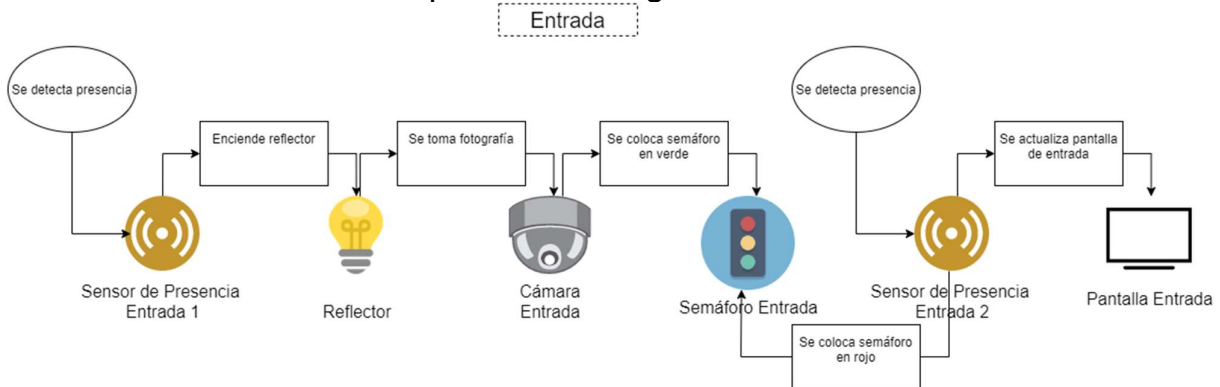 Entrada
Se detecta presencia
Enciende reflector
Se toma fotografía
Se coloca semáforo
en verde
Se detecta presencia
Se actualiza pantalla
de entrada
Sensor de Presencia
Entrada 1
Reflector
Cámara
Entrada
Semáforo Entrada
Sensor de Presencia
Entrada 2
Pantalla Entrada
Se coloca semáforo
en rojo